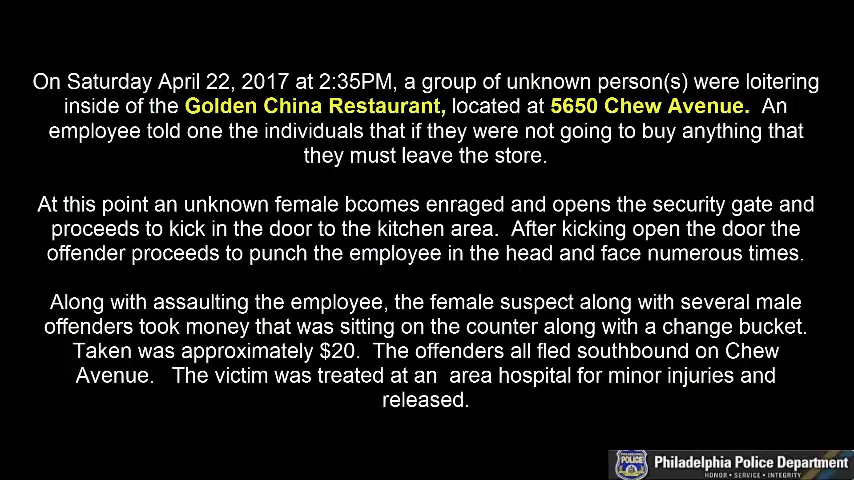 On Saturday April 22, 2017 at 2:35PM, a group of unknown person(s) were loitering
inside of the Golden China Restaurant, located at 5650 Chew Avenue. An
employee told one the individuals that if they were not going to buy anything that
they must leave the store.
At this point an unknown female bcomes enraged and opens the security gate and
proceeds to kick in the door to the kitchen area. After kicking open the door the
offender proceeds to punch the employee in the head and face numerous times.
Along with assaulting the employee, the female suspect along with several male
offenders took money that was sitting on the counter along with a change bucket.
Taken was approximately $20. The offenders all fled southbound on Chew
Avenue. The victim was treated at an area hospital for minor injuries and
released.
POLICE
Philadelphia Police Department
HONOR • SERVICE • INTEGRITY